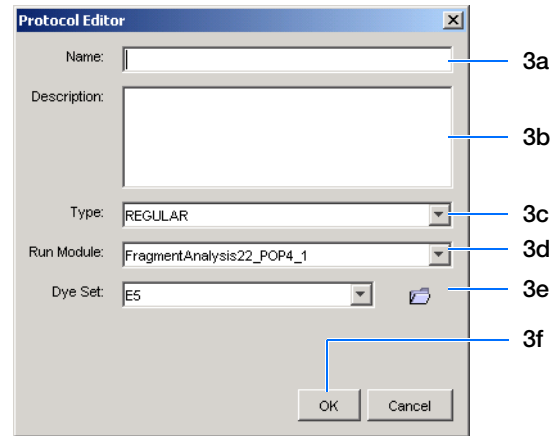 Protocol Editor
Name: 3a
Description: 3b
Type: REGULAR 3c
Run Module: FragmentAnalysis22_POP4_1 3d
Dye Set: E5 3e
3f
OK Cancel